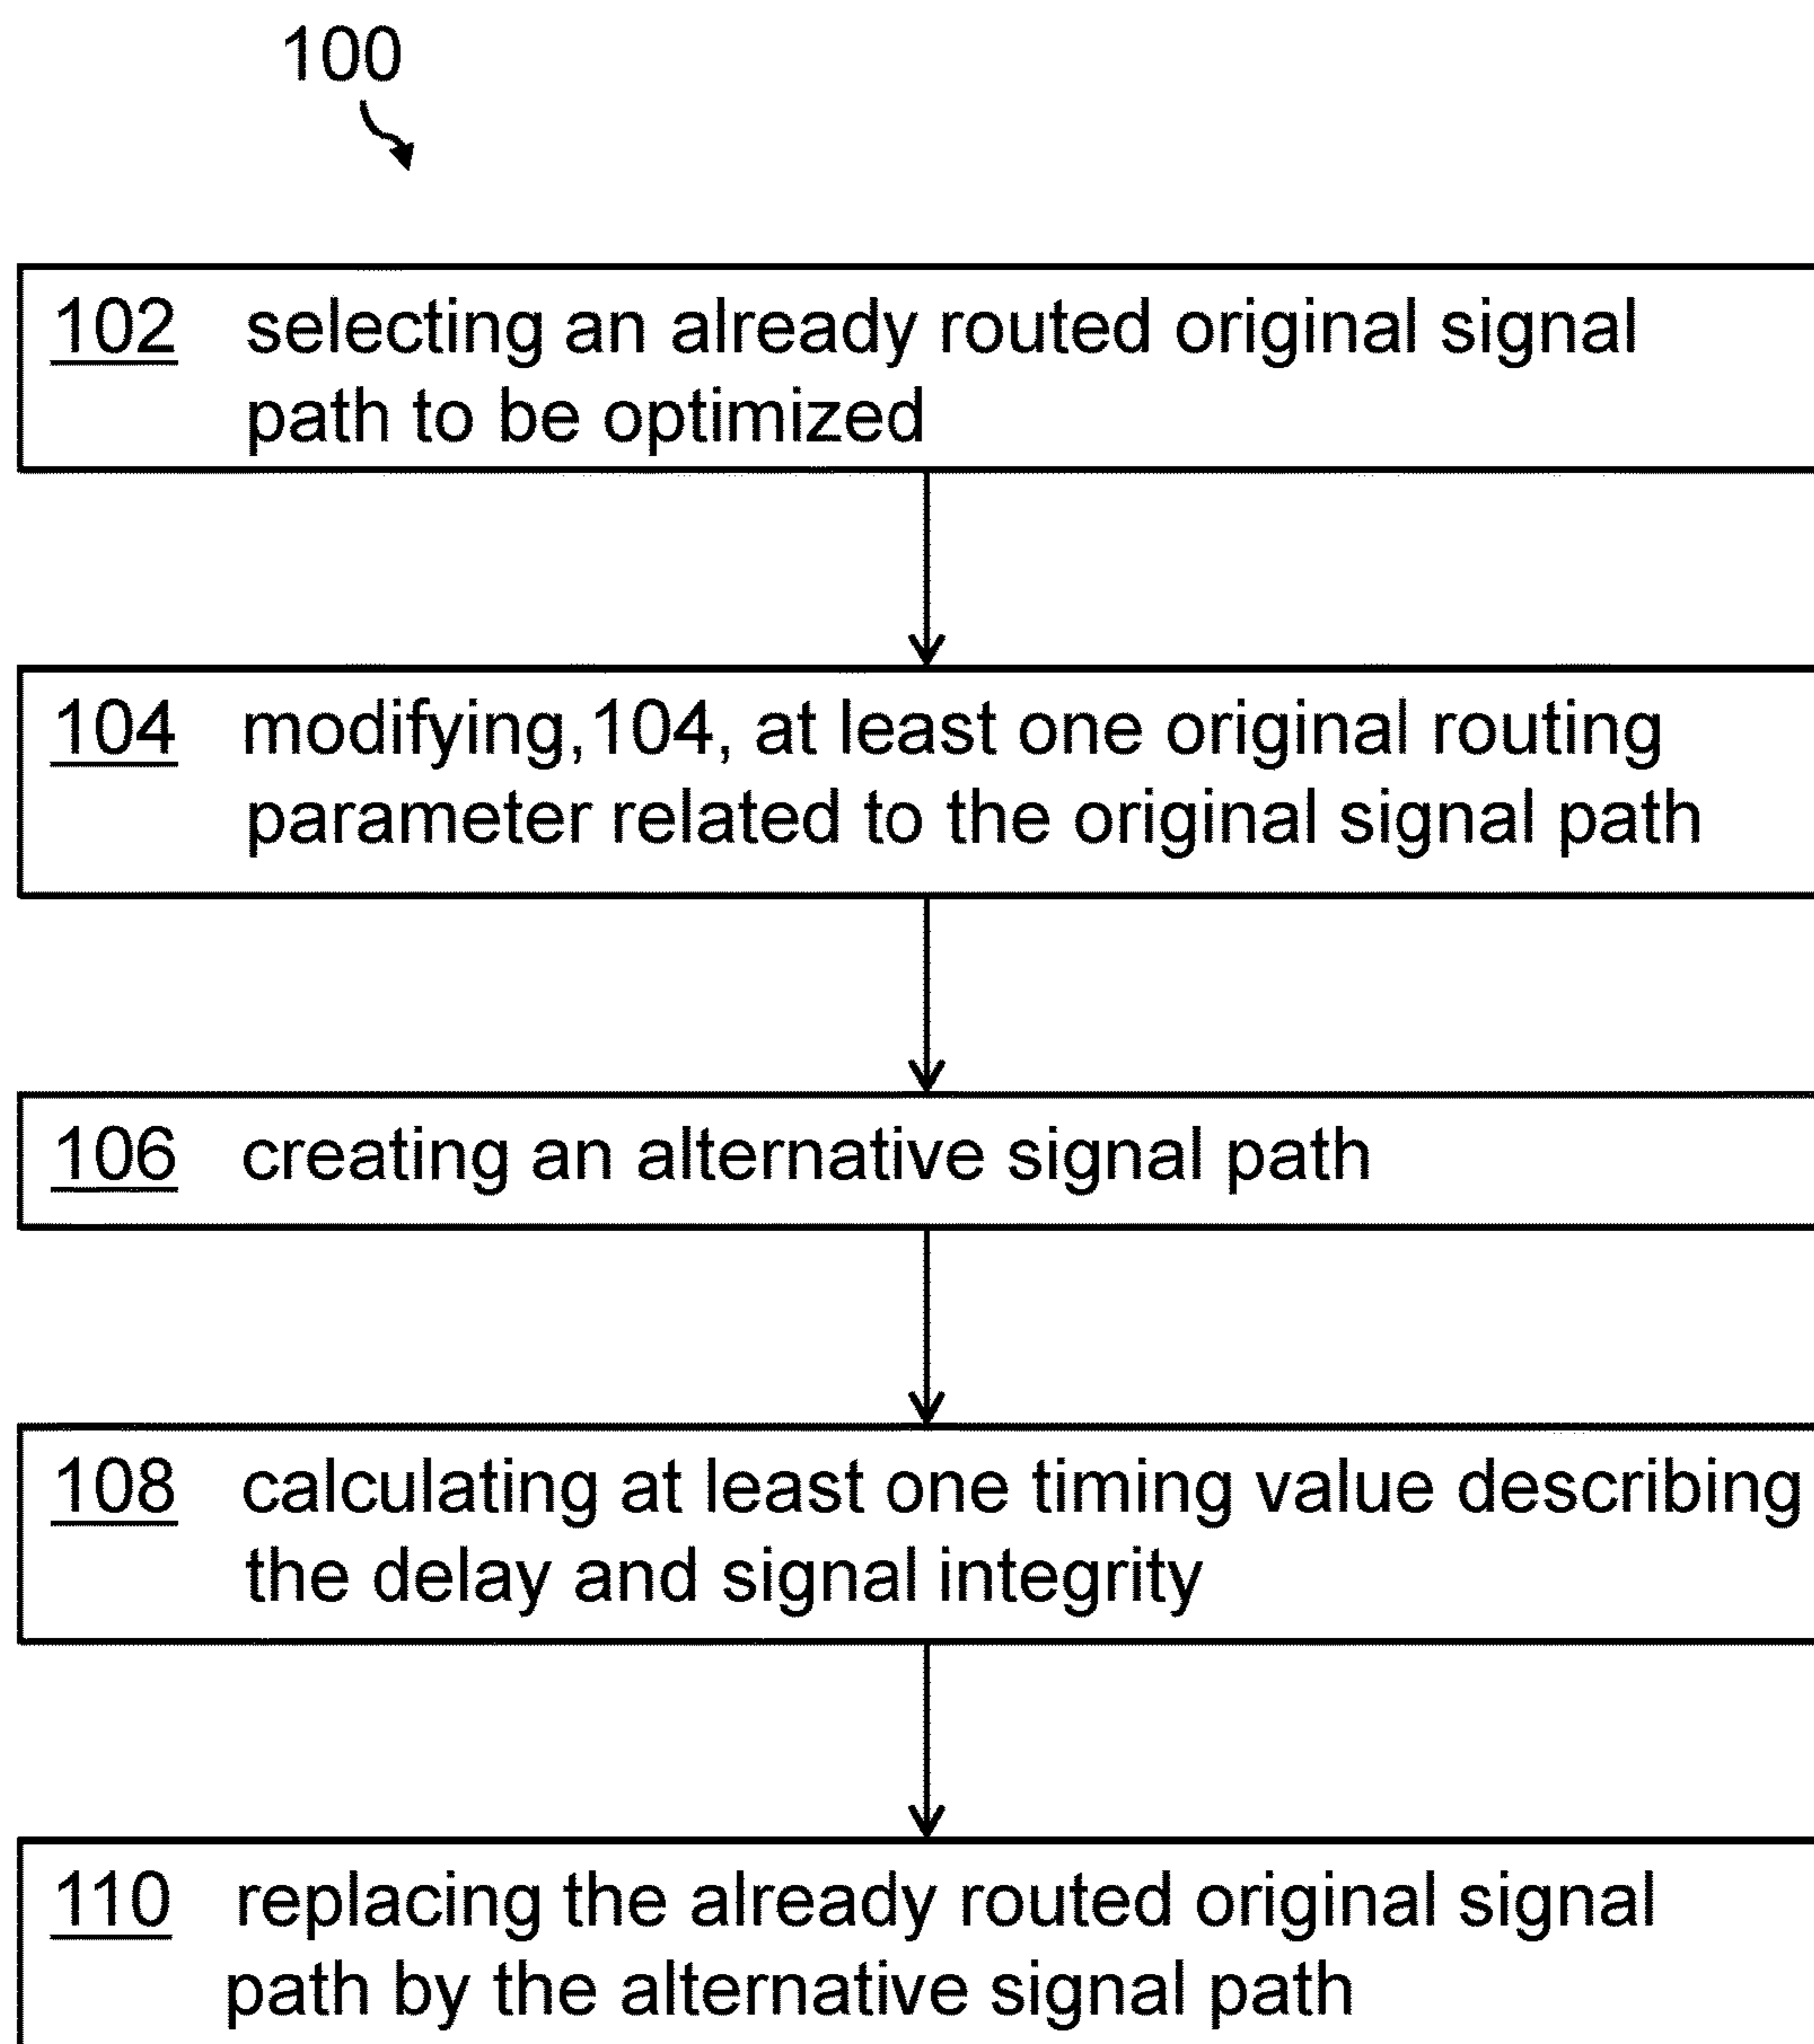 100
102 selecting an already routed original signal
path to be optimized
104 modifying,104, at least one original routing
parameter related to the original signal path
106 creating an alternative signal path
108 calculating at least one timing value describing
the delay and signal integrity
110 replacing the already routed original signal
path by the alternative signal path